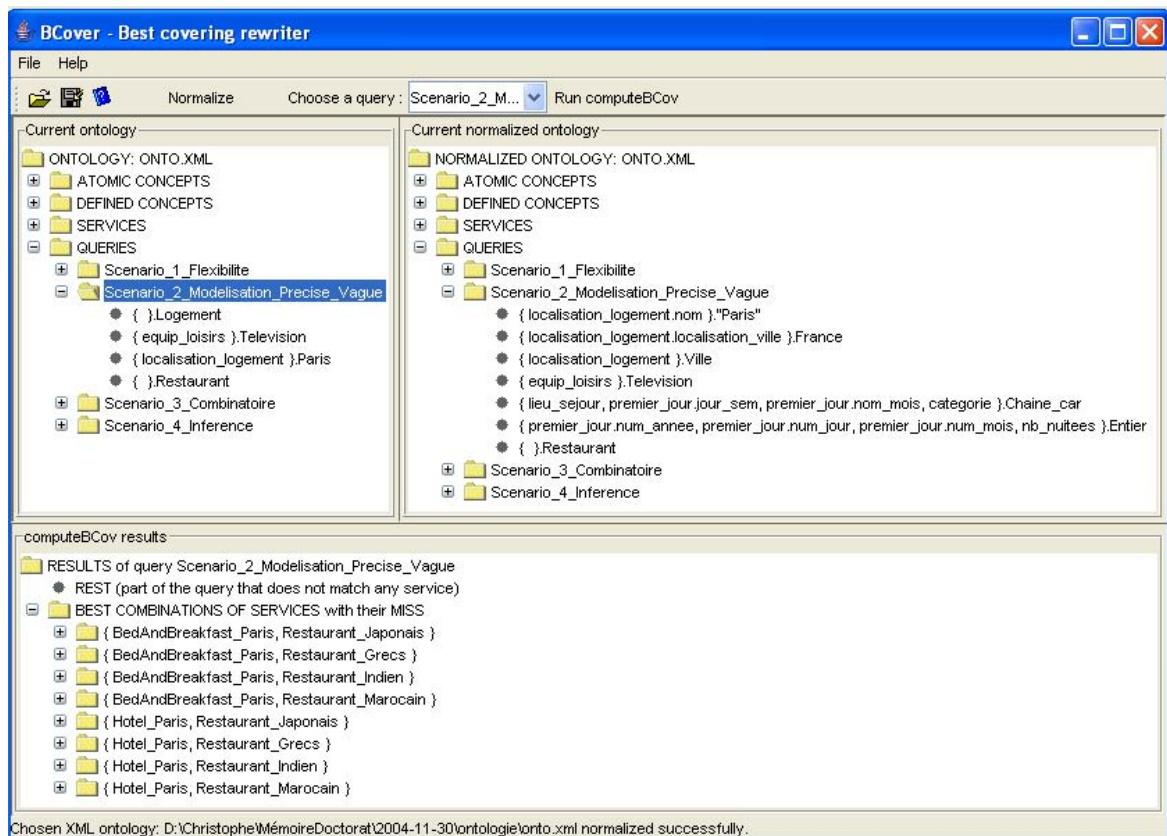 BCover - Best covering rewriter
File Help
Normalize Choose a query : Scenario_2_M... Run computeBCov
Current ontology
ONTOLOGY: ONTO.XML
ATOMIC CONCEPTS
DEFINED CONCEPTS
SERVICES
QUERIES
Scenario_1_Flexibilite
Scenario_2_Modelisation_Precise_Vague
{ }.Logement
{ equip_loisirs }.Television
{ localisation_logement }.Paris
{ }.Restaurant
Scenario_3_Combinatoire
Scenario_4_Inference
Current normalized ontology
NORMALIZED ONTOLOGY: ONTO.XML
ATOMIC CONCEPTS
DEFINED CONCEPTS
SERVICES
QUERIES
Scenario_1_Flexibilite
Scenario_2_Modelisation_Precise_Vague
{ localisation_logement.nom }."Paris"
{ localisation_logement.localisation_ville }.France
{ localisation_logement }.Ville
{ equip_loisirs }.Television
{ lieu_sejour, premier_jour.jour_sem, premier_jour.nom_mois, categorie }.Chaine_car
{ premier_jour.num_annee, premier_jour.num_jour, premier_jour.num_mois, nb_nuitees }.Entier
{ }.Restaurant
Scenario_3_Combinatoire
Scenario_4_Inference
computeBCov results
RESULTS of query Scenario_2_Modelisation_Precise_Vague
REST (part of the query that does not match any service)
BEST COMBINATIONS OF SERVICES with their MISS
{ BedAndBreakfast_Paris, Restaurant_Japonais }
{ BedAndBreakfast_Paris, Restaurant_Grecs }
{ BedAndBreakfast_Paris, Restaurant_Indien }
{ BedAndBreakfast_Paris, Restaurant_Marocain }
{ Hotel_Paris, Restaurant_Japonais }
{ Hotel_Paris, Restaurant_Grecs }
{ Hotel_Paris, Restaurant_Indien }
{ Hotel_Paris, Restaurant_Marocain }
Chosen XML ontology: D:\Christophe\MémoireDoctorat\2004-11-30\ontologie\onto.xml normalized successfully.